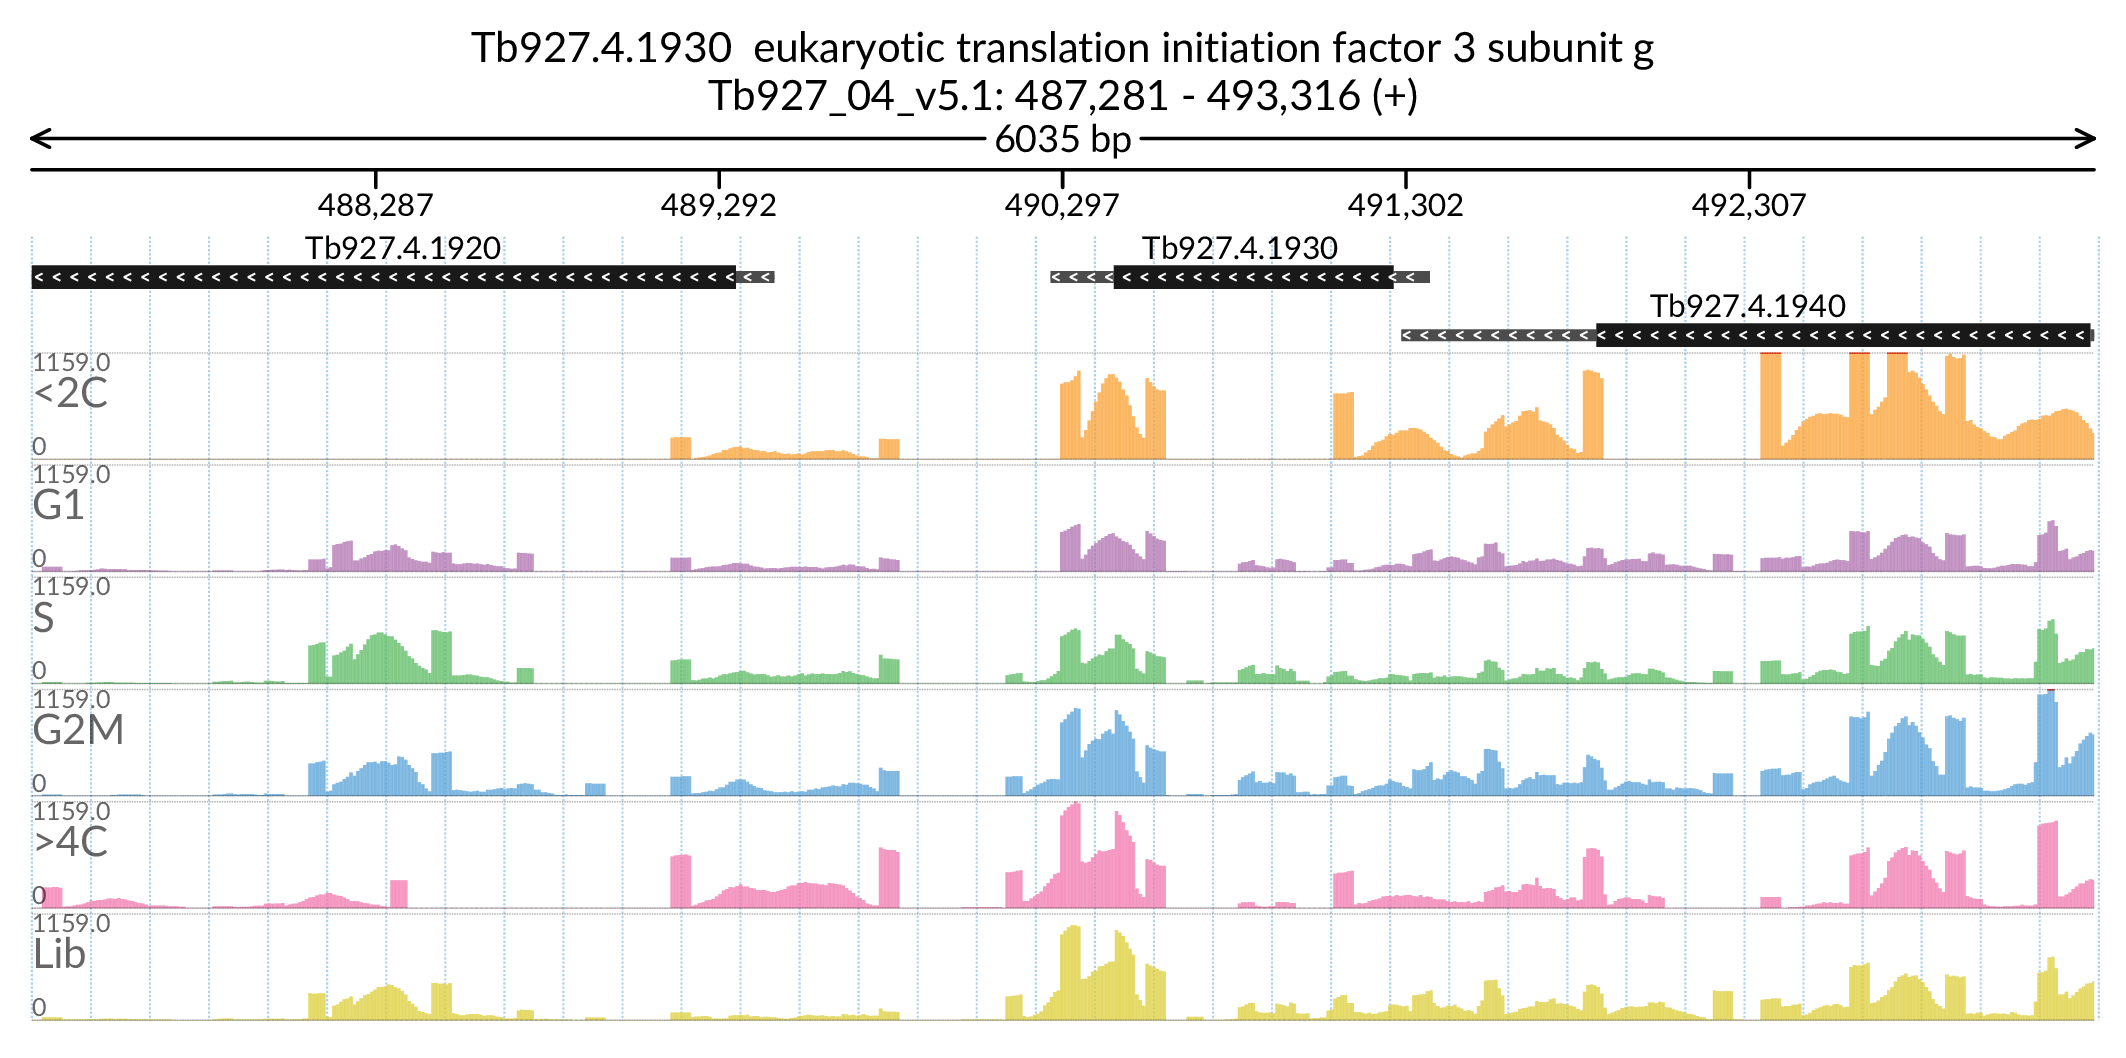 Tb927.4.1930  eukaryotic translation initiation factor 3 subunit g
Tb927_04_v5.1: 487,281 - 493,316 (+)
6035 bp
488,287 489,292 490,297 491,302 492,307
Tb927.4.1920 Tb927.4.1930
Tb927.4.1940
1159.0
<2C
0
1159.0
G1
0
1159.0
S
0
1159.0
G2M
0
1159.0
>4C
0
1159.0
Lib
0